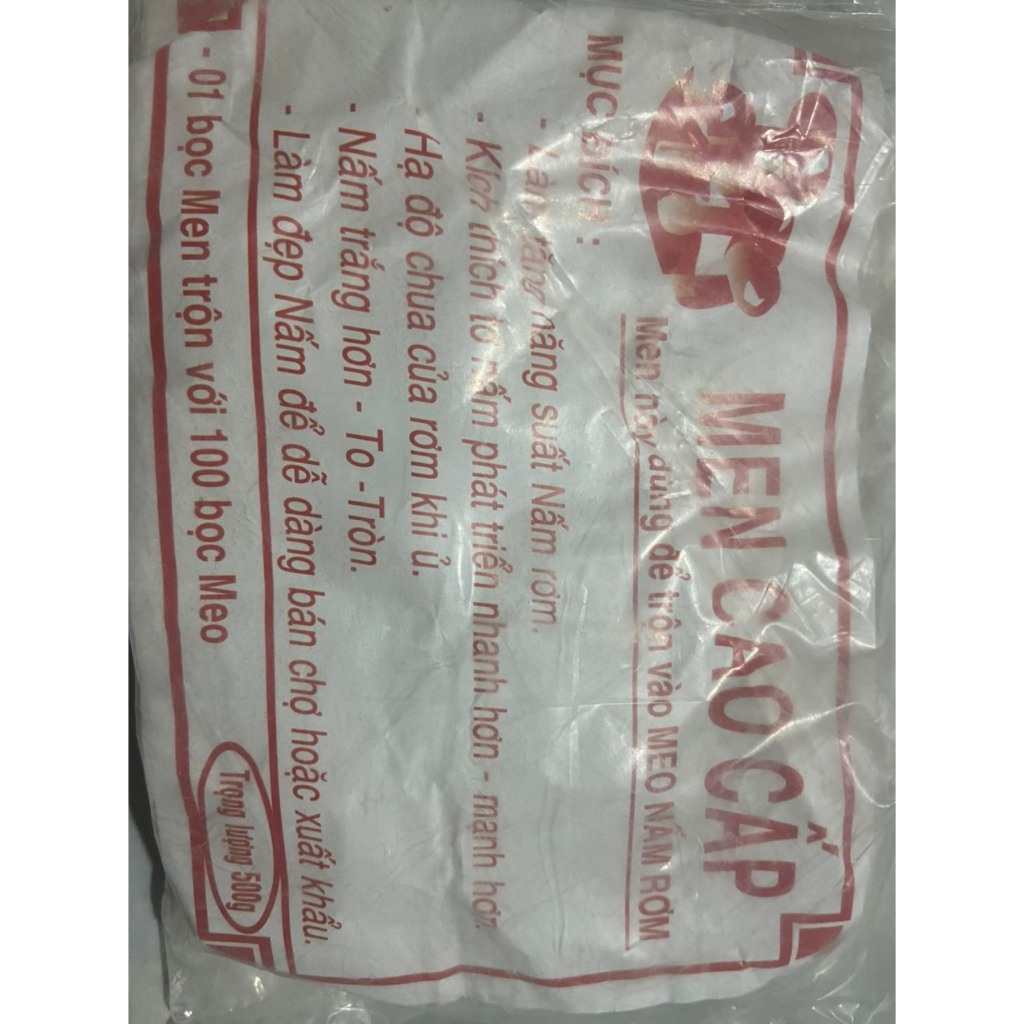 MEN CAO CẤP
Men này dùng để trộn vào MEO NẤM RƠM
MỤC ĐÍCH :
- Làm tăng năng suất Nấm rơm.
- Kích thích tơ nấm phát triển nhanh hơn - mạnh hơn.
- Hạ độ chua của rơm khi ủ.
- Nấm trắng hơn - To - Tròn.
- Làm đẹp Nấm để dễ dàng bán chợ hoặc xuất khẩu.
- 01 bọc Men trộn với 100 bọc Meo
Trọng lượng 500g